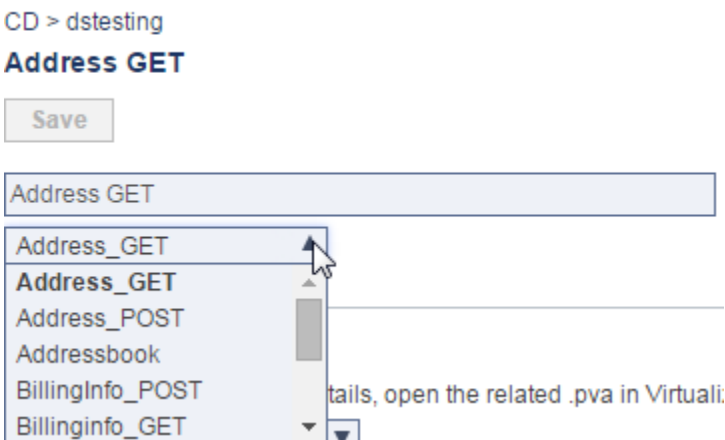 CD > dstesting
Address GET
Save
Address GET
Address_GET
Address_GET
Address_POST
Addressbook
BillingInfo_POST
tails, open the related .pva in
Billinginfo_GET